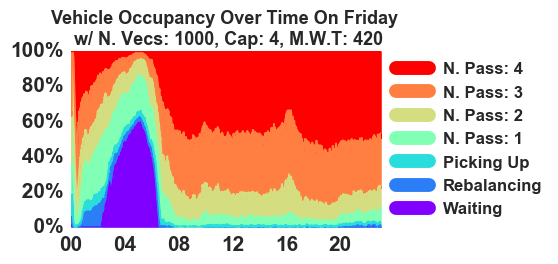 Vehicle Occupancy Over Time On Friday
w/ N. Vecs: 1000, Cap: 4, M.W.T: 420
100%
80%
60%
40%
20%
0%
00 04 08 12 16 20
N. Pass: 4
N. Pass: 3
N. Pass: 2
N. Pass: 1
Picking Up
Rebalancing
Waiting